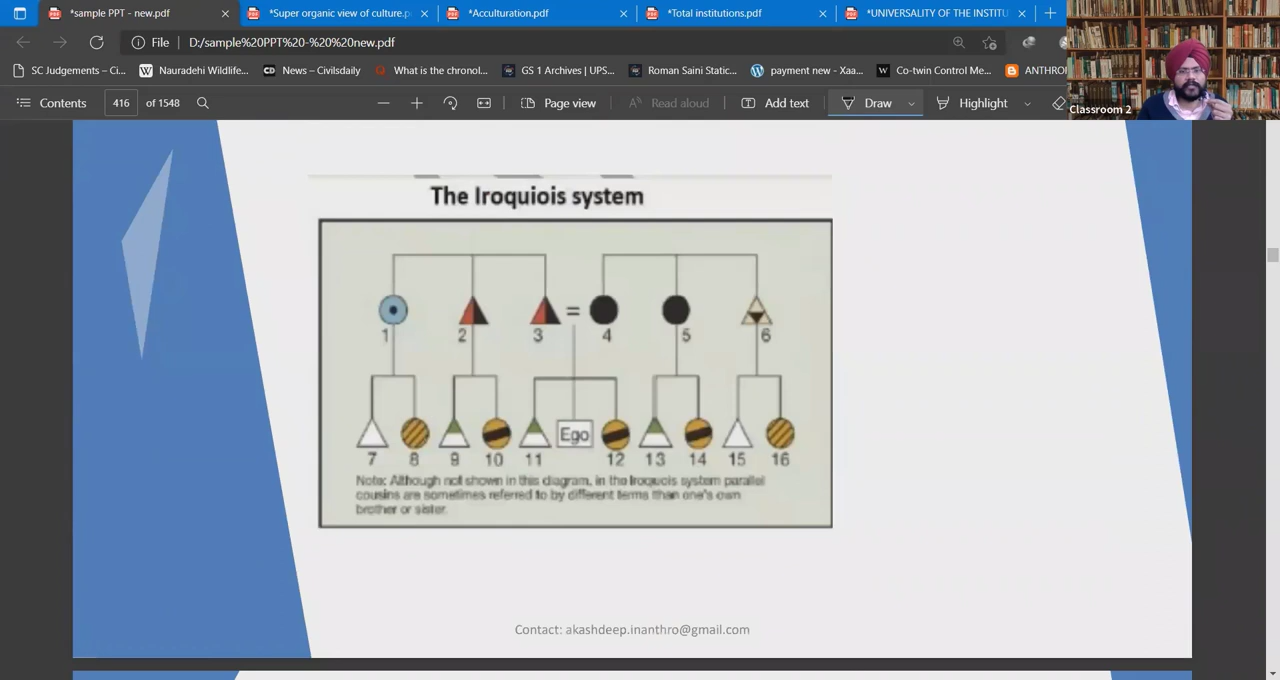 *sample PPT - new.pdf
*Super organic view of culture.p
*Acculturation.pdf
*Total institutions.pdf
*UNIVERSALITY OF THE INSTITU
File
D:/sample%20PPT%20-%20%20new.pdf
SC Judgements – Ci...
Nauradehi Wildlife...
CD News – Civilsdaily
What is the chronol...
GS 1 Archives | UPS...
Roman Saini Static...
payment new - Xaa...
W Co-twin Control Me...
ANTHRO
Contents
416 of 1548
Page view
Read aloud
Add text
Draw
Highlight
Classroom 2
The Iroquiois system
=
1 2 3 4 5 6
Ego
7 8 9 10 11 12 13 14 15 16
Note: Although not shown in this diagram, in the Iroquois system parallel
cousins are sometimes referred to by different terms than one's own
brother or sister.
Contact: akashdeep.inanthro@gmail.com